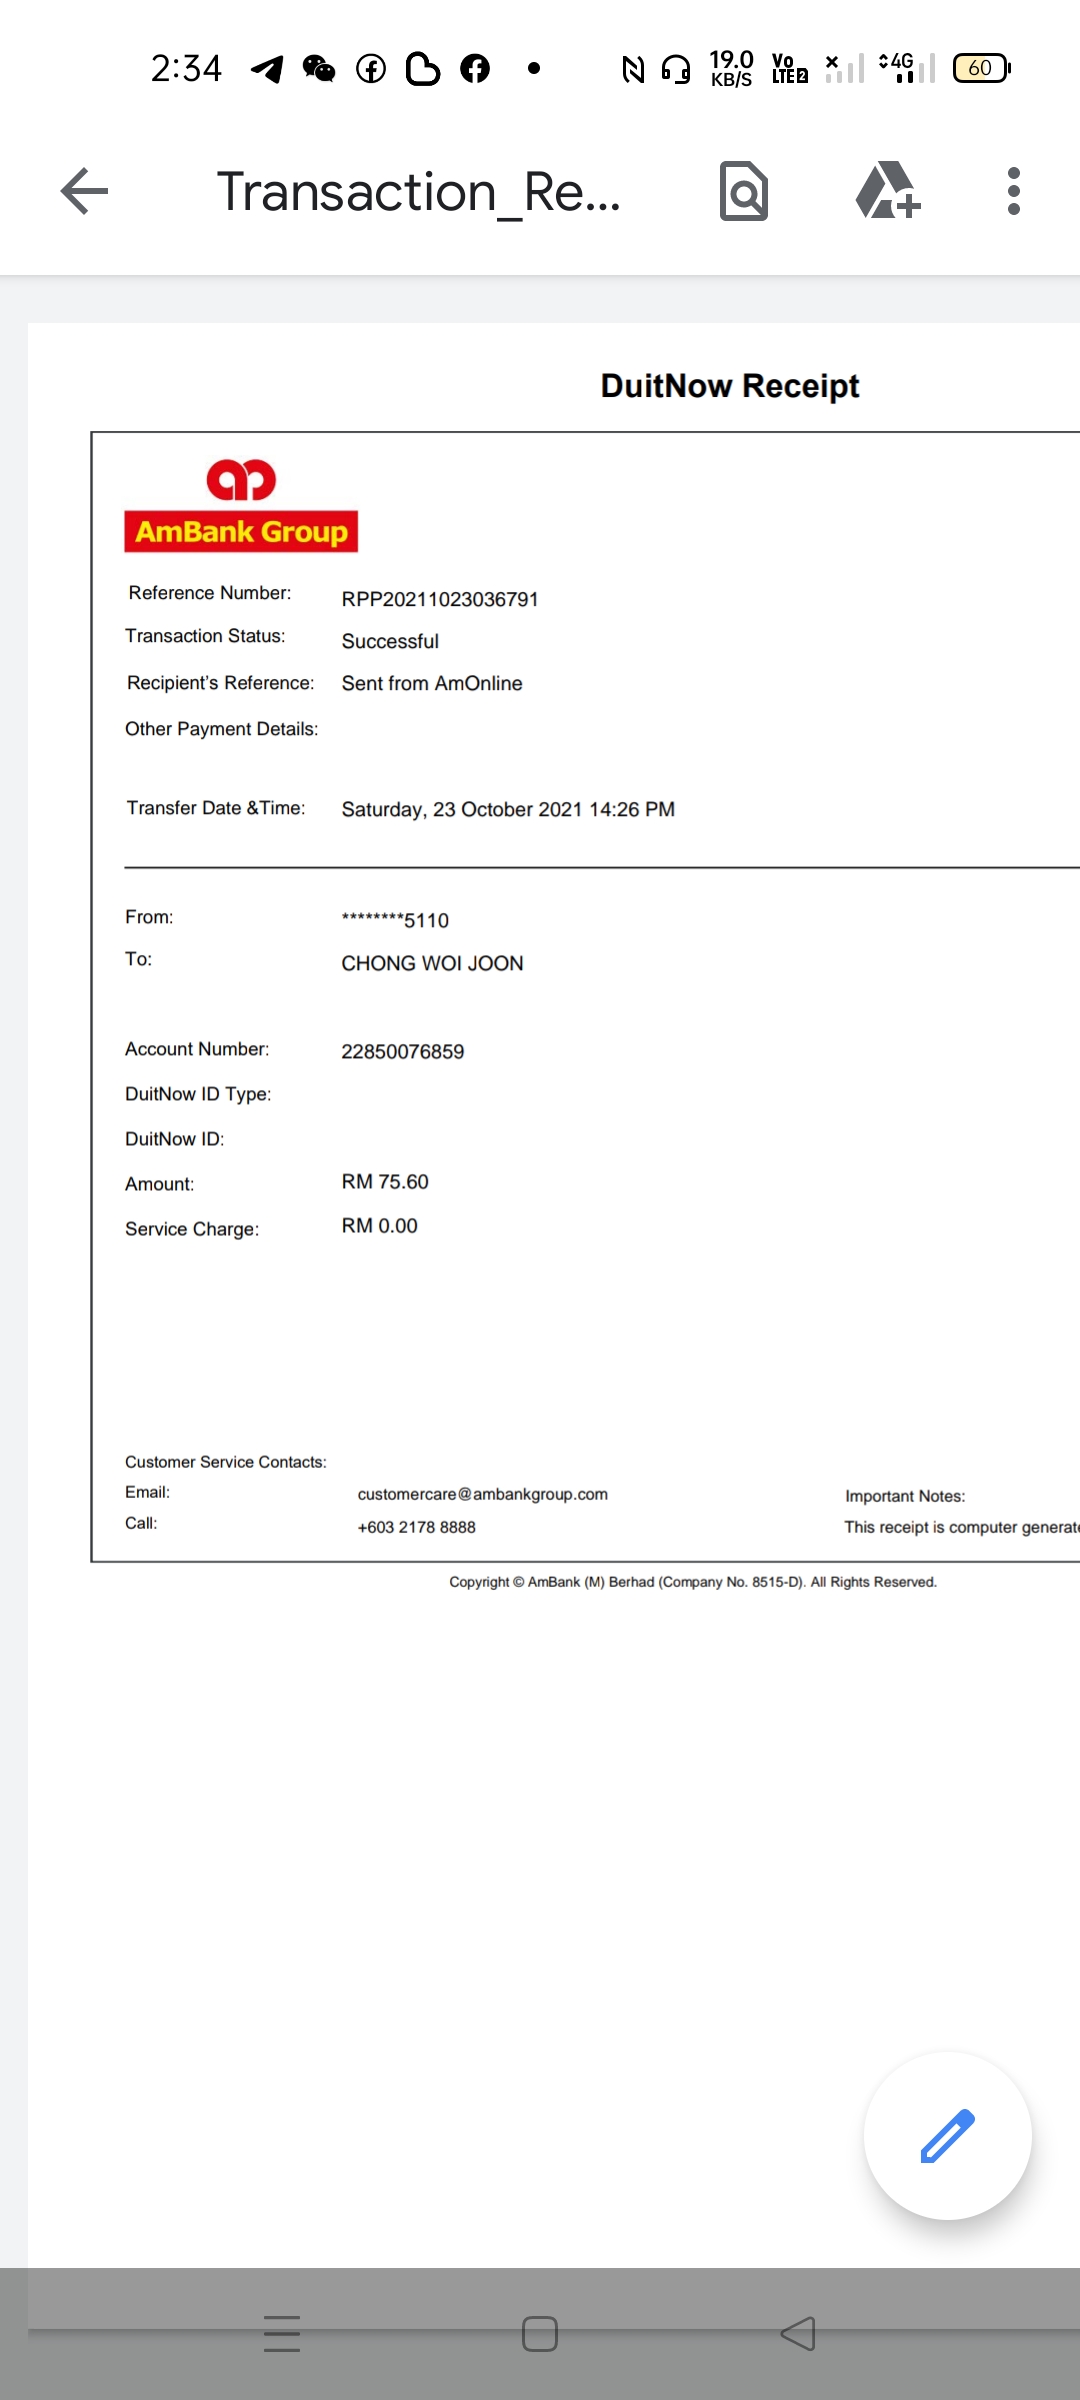 2:34 19.0 KB/S Vo LTE2 4G 60
Transaction_Re...
DuitNow Receipt
AmBank Group
Reference Number: RPP20211023036791
Transaction Status: Successful
Recipient's Reference: Sent from AmOnline
Other Payment Details:
Transfer Date &Time: Saturday, 23 October 2021 14:26 PM
From: ********5110
To: CHONG WOI JOON
Account Number: 22850076859
DuitNow ID Type:
DuitNow ID:
Amount: RM 75.60
Service Charge: RM 0.00
Customer Service Contacts:
Email: customercare@ambankgroup.com Important Notes:
Call: +603 2178 8888 This receipt is computer generate
Copyright © AmBank (M) Berhad (Company No. 8515-D). All Rights Reserved.